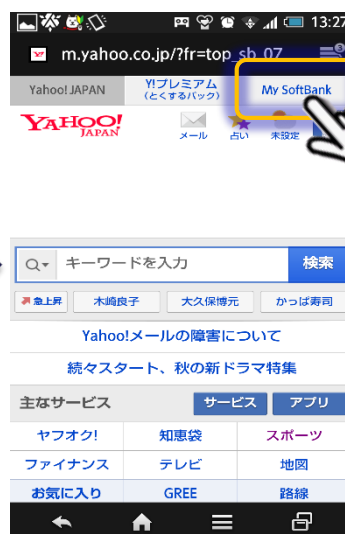 13:27
m.yahoo.co.jp/?fr=top_sb_07
Yahoo! JAPAN
Y!プレミアム
(とくするパック)
My SoftBank
YAHOO!
JAPAN
メール
占い
未設定
キーワードを入力
検索
急上昇
木嶋良子
大久保博元
かっぱ寿司
Yahoo!メールの障害について
続々スタート、秋の新ドラマ特集
主なサービス
サービス
アプリ
ヤフオク!
知恵袋
スポーツ
ファイナンス
テレビ
地図
お気に入り
GREE
路線